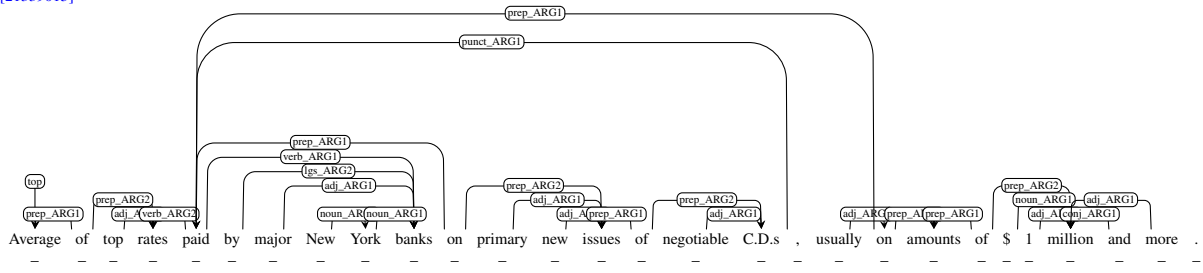 prep_ARG1
punct_ARG1
prep_ARG1
verb_ARG1
lgs_ARG2
top adj_ARG1 prep_ARG2 prep_ARG2
prep_ARG2 adj_ARG1 prep_ARG2 noun_ARG1 adj_ARG1
prep_ARG1 verb_ARG2 noun_ARG1 prep_ARG1 adj_ARG1 prep_ARG1 conj_ARG1
Average of top rates paid by major New York banks on primary new issues of negotiable C.D.s , usually on amounts of $ 1 million and more .